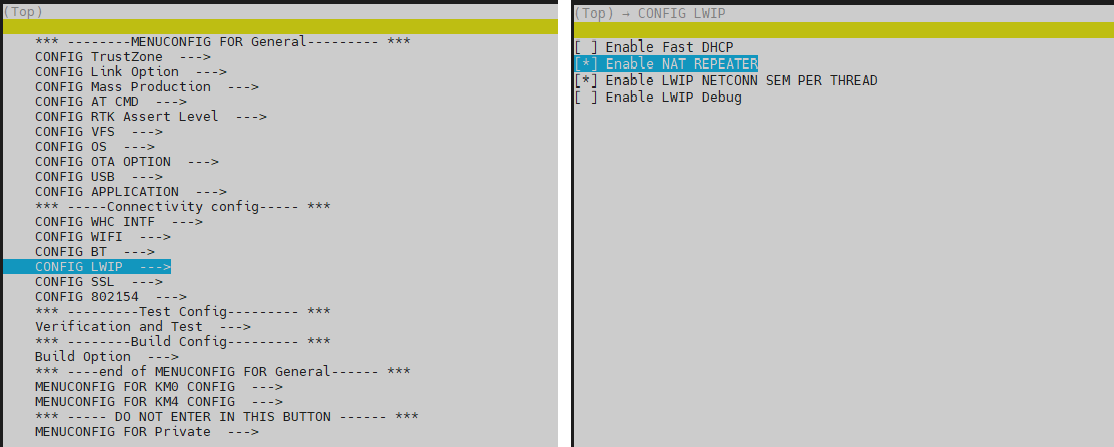 (Top)
*** --------MENUCONFIG FOR General--------- ***
CONFIG TrustZone  --->
CONFIG Link Option  --->
CONFIG Mass Production  --->
CONFIG AT CMD  --->
CONFIG RTK Assert Level  --->
CONFIG VFS  --->
CONFIG OS  --->
CONFIG OTA OPTION  --->
CONFIG USB  --->
CONFIG APPLICATION  --->
*** -----Connectivity config----- ***
CONFIG WHC INTF  --->
CONFIG WIFI  --->
CONFIG BT  --->
CONFIG LWIP  --->
CONFIG SSL  --->
CONFIG 802154  --->
*** ---------Test Config--------- ***
Verification and Test  --->
*** --------Build Config--------- ***
Build Option  --->
*** ----end of MENUCONFIG FOR General------ ***
MENUCONFIG FOR KM0 CONFIG  --->
MENUCONFIG FOR KM4 CONFIG  --->
*** ----- DO NOT ENTER IN THIS BUTTON ------ ***
MENUCONFIG FOR Private  --->
(Top) → CONFIG LWIP
[ ] Enable Fast DHCP
[*] Enable NAT REPEATER
[*] Enable LWIP NETCONN SEM PER THREAD
[ ] Enable LWIP Debug